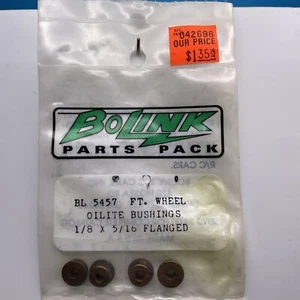 042696
OUR PRICE
$1.35
BOLINK
PARTS PACK
R/C CARS
BL 5457 FT. WHEEL
OILITE BUSHINGS
1/8 X 5/16 FLANGED